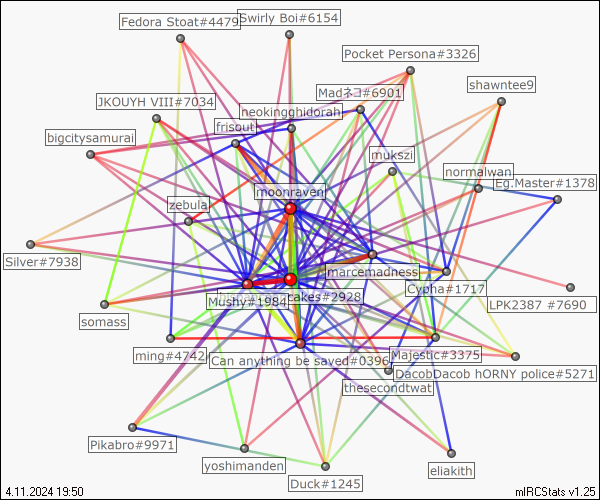 Swirly Boi#6154
Fedora Stoat#4479
Pocket Persona#3326
shawntee9
Madネコ#6901
JKOUYH VIII#7034
heokingghidorah
frisout
bigcitysamurai
mukszi
normalwan
Eg.Master#1378
moonraven
zebula
Silver#7938
marcemadness
Cypha#1717
Mushy#1984
cakes#2928
LPK2387 #7690
somass
ming#4742
Can anything be saved#0396
Majestic#3375
DacobDacob hORNY police#5271
thesecondtwat
Pikabro#9971
yoshimanden
eliakith
Duck#1245
4.11.2024 19:50
mIRCStats v1.25